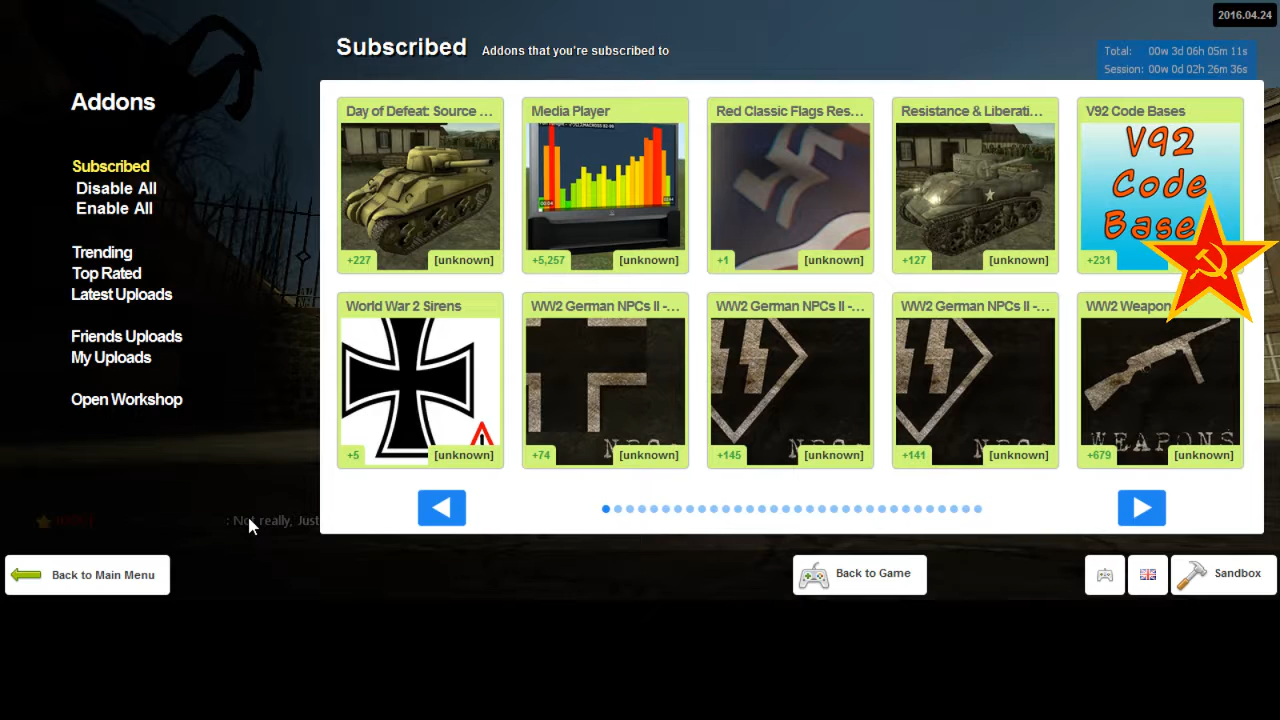 2016.04.24
Subscribed Addons that you're subscribed to
Total: 00w 3d 06h 05m 11s
Session: 00w 0d 02h 26m 36s
Addons
Subscribed
Disable All
Enable All
Trending
Top Rated
Latest Uploads
Friends Uploads
My Uploads
Open Workshop
Day of Defeat: Source ...
+227 [unknown]
Media Player
+5,257 [unknown]
Red Classic Flags Res...
+1 [unknown]
Resistance & Liberati...
+127 [unknown]
V92 Code Bases
V92
Code
Base
+231
World War 2 Sirens
+5 [unknown]
WW2 German NPCs II -...
+74 [unknown]
WW2 German NPCs II -...
+145 [unknown]
WW2 German NPCs II -...
+141 [unknown]
WW2 Weapon
WEAPONS
+679 [unknown]
: Not really, Just
Back to Main Menu
Back to Game
Sandbox